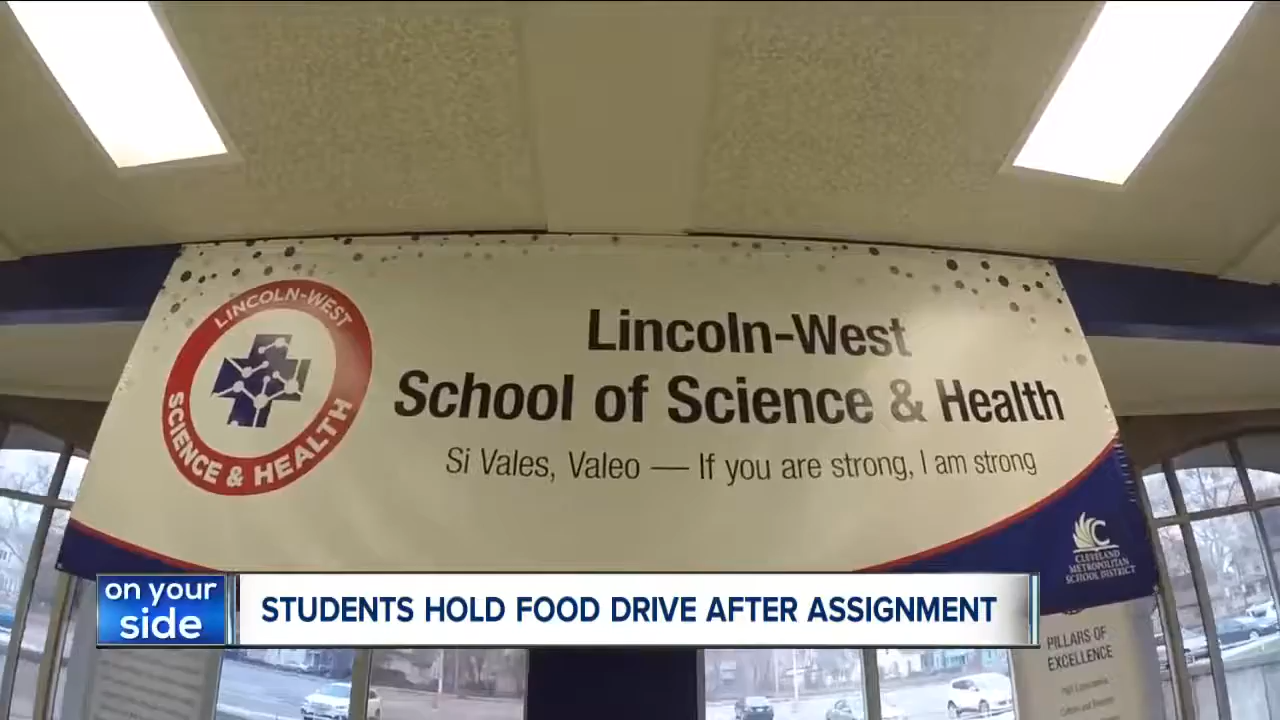 LINCOLN-WEST
SCIENCE & HEALTH
Lincoln-West
School of Science & Health
Si Vales, Valeo — If you are strong, I am strong
C
CLEVELAND
METROPOLITAN
SCHOOL DISTRICT
on your
side
STUDENTS HOLD FOOD DRIVE AFTER ASSIGNMENT
PILLARS OF
EXCELLENCE